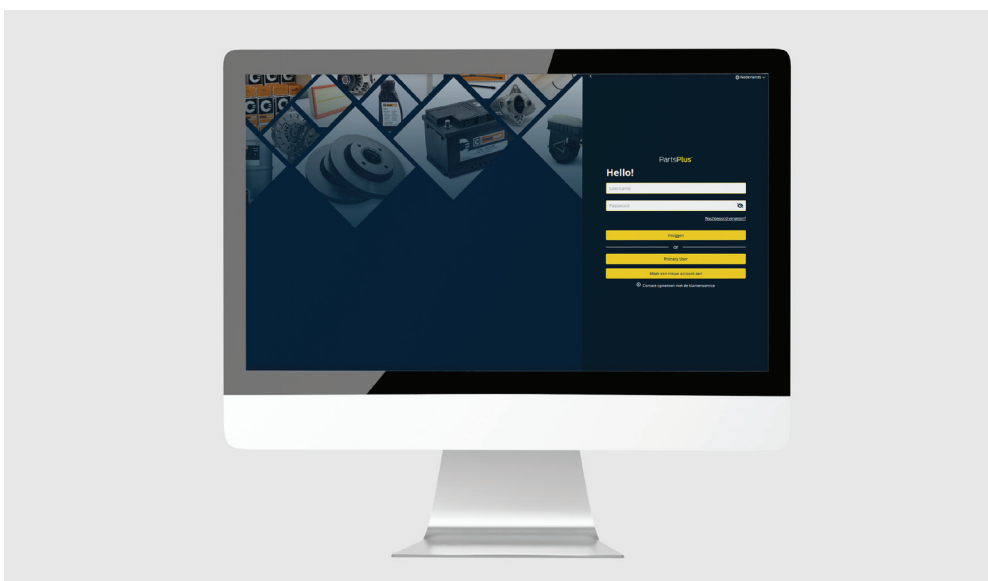 Nederlands
PartsPlus
Hello!
Username
Password
Wachtwoord vergeten?
Inloggen
or
Primary User
Maak een nieuw account aan
Contact opnemen met de klantenservice